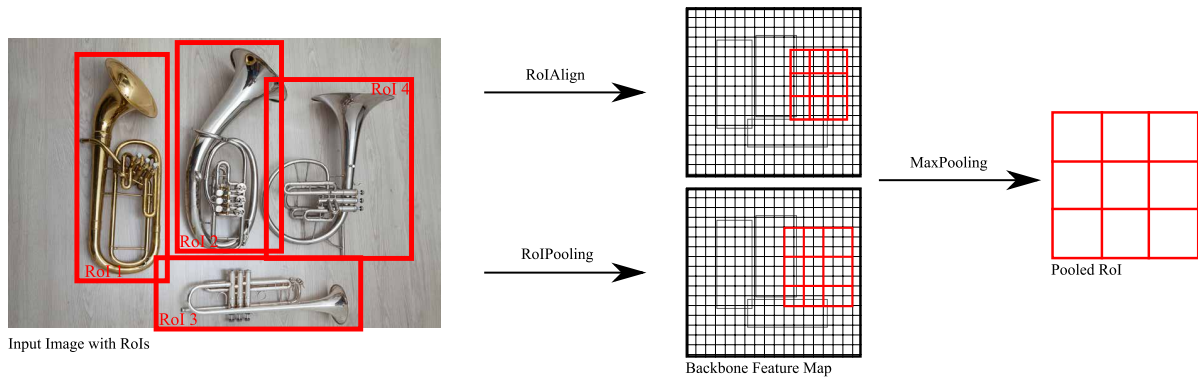 RoI 1
RoI 2
RoI 3
RoI 4
Input Image with RoIs
RoIAlign
RoIPooling
Backbone Feature Map
MaxPooling
Pooled RoI